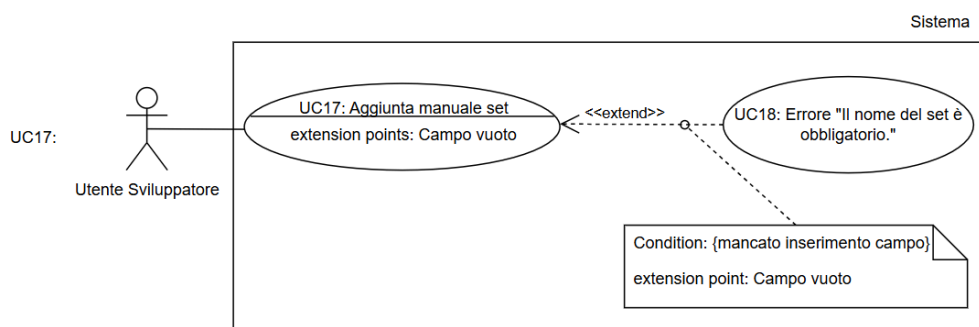 Sistema
UC17:
Utente Sviluppatore
UC17: Aggiunta manuale set
extension points: Campo vuoto
<<extend>>
UC18: Errore "Il nome del set è
obbligatorio."
Condition: {mancato inserimento campo}
extension point: Campo vuoto